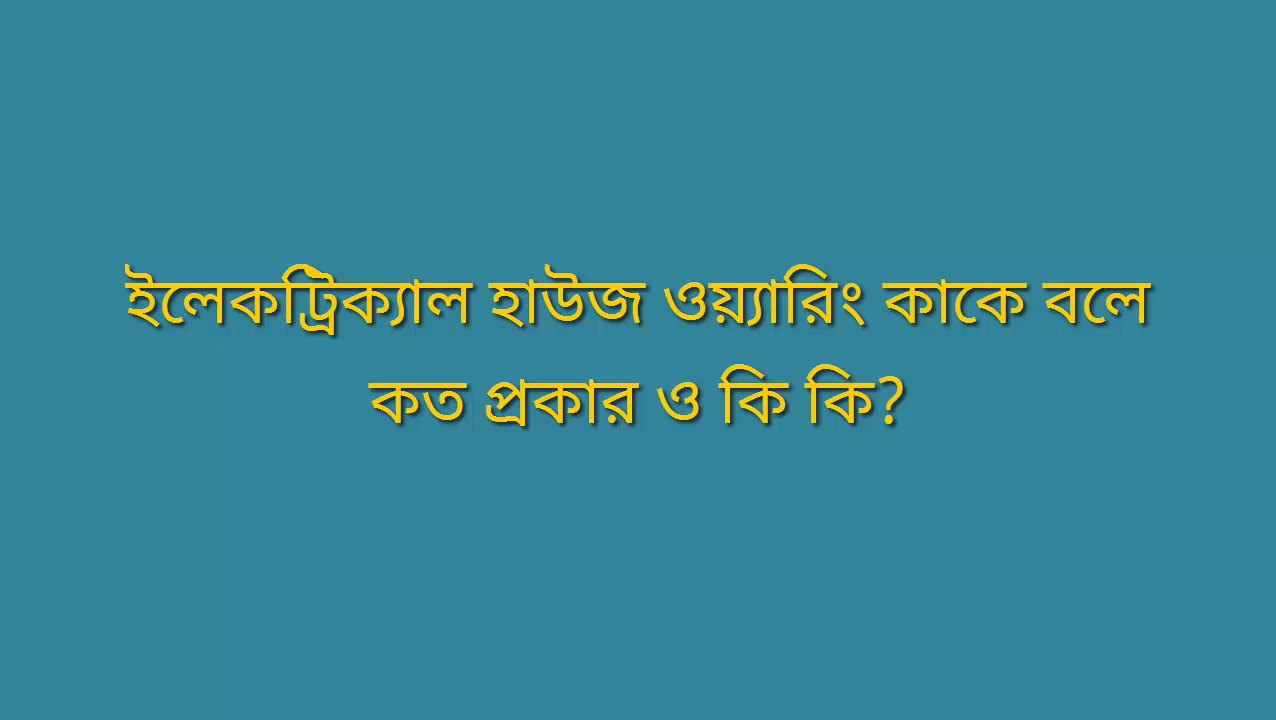 ইলেকট্রিক্যাল হাউজ ওয়্যারিং কাকে বলে
কত প্রকার ও কি কি?